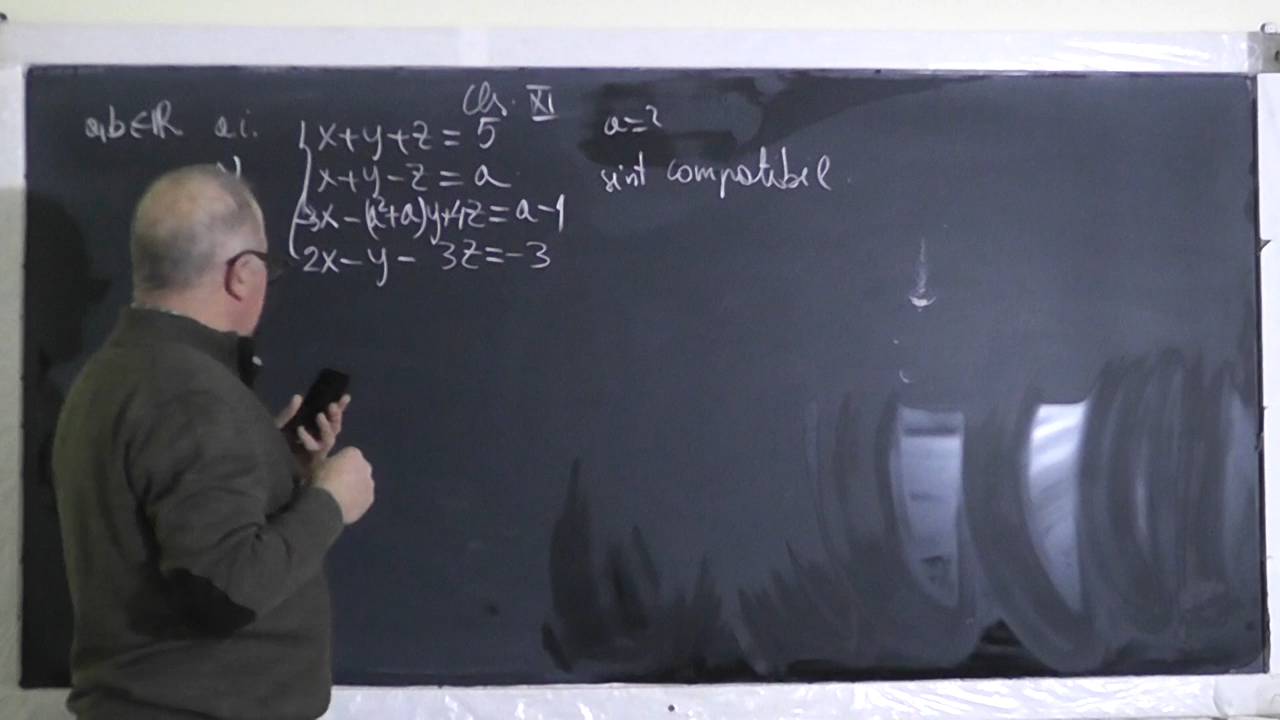 Cls. XI
a,b∈ℝ a.i. x+y+z=5 a=?
x+y-z=a sint compatibil
3x-(a²+a)y+4z=a-1
2x-y-3z=-3